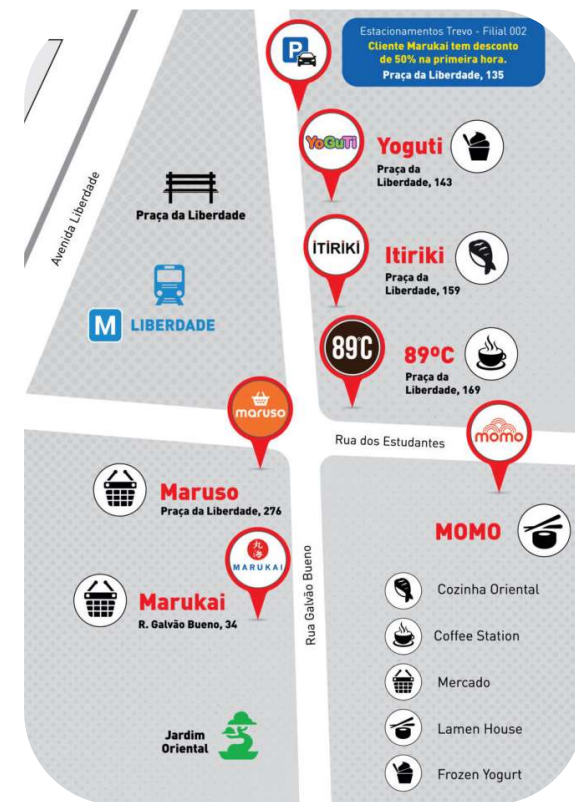 Estacionamentos Trevo - Filial 002
Cliente Marukai tem desconto
de 50% na primeira hora.
Praça da Liberdade, 135
P
YoGuTi
Yoguti
Praça da
Liberdade, 143
Avenida Liberdade
Praça da Liberdade
ITIRIKI
Itiriki
Praça da
Liberdade, 159
M LIBERDADE
89°C
89ºC
Praça da
Liberdade, 169
maruso
Rua dos Estudantes
momo
Maruso
Praça da Liberdade, 276
MOMO
丸海
MARUKAI
Marukai
R. Galvão Bueno, 34
Rua Galvão Bueno
Cozinha Oriental
Coffee Station
Mercado
Lamen House
Frozen Yogurt
Jardim
Oriental